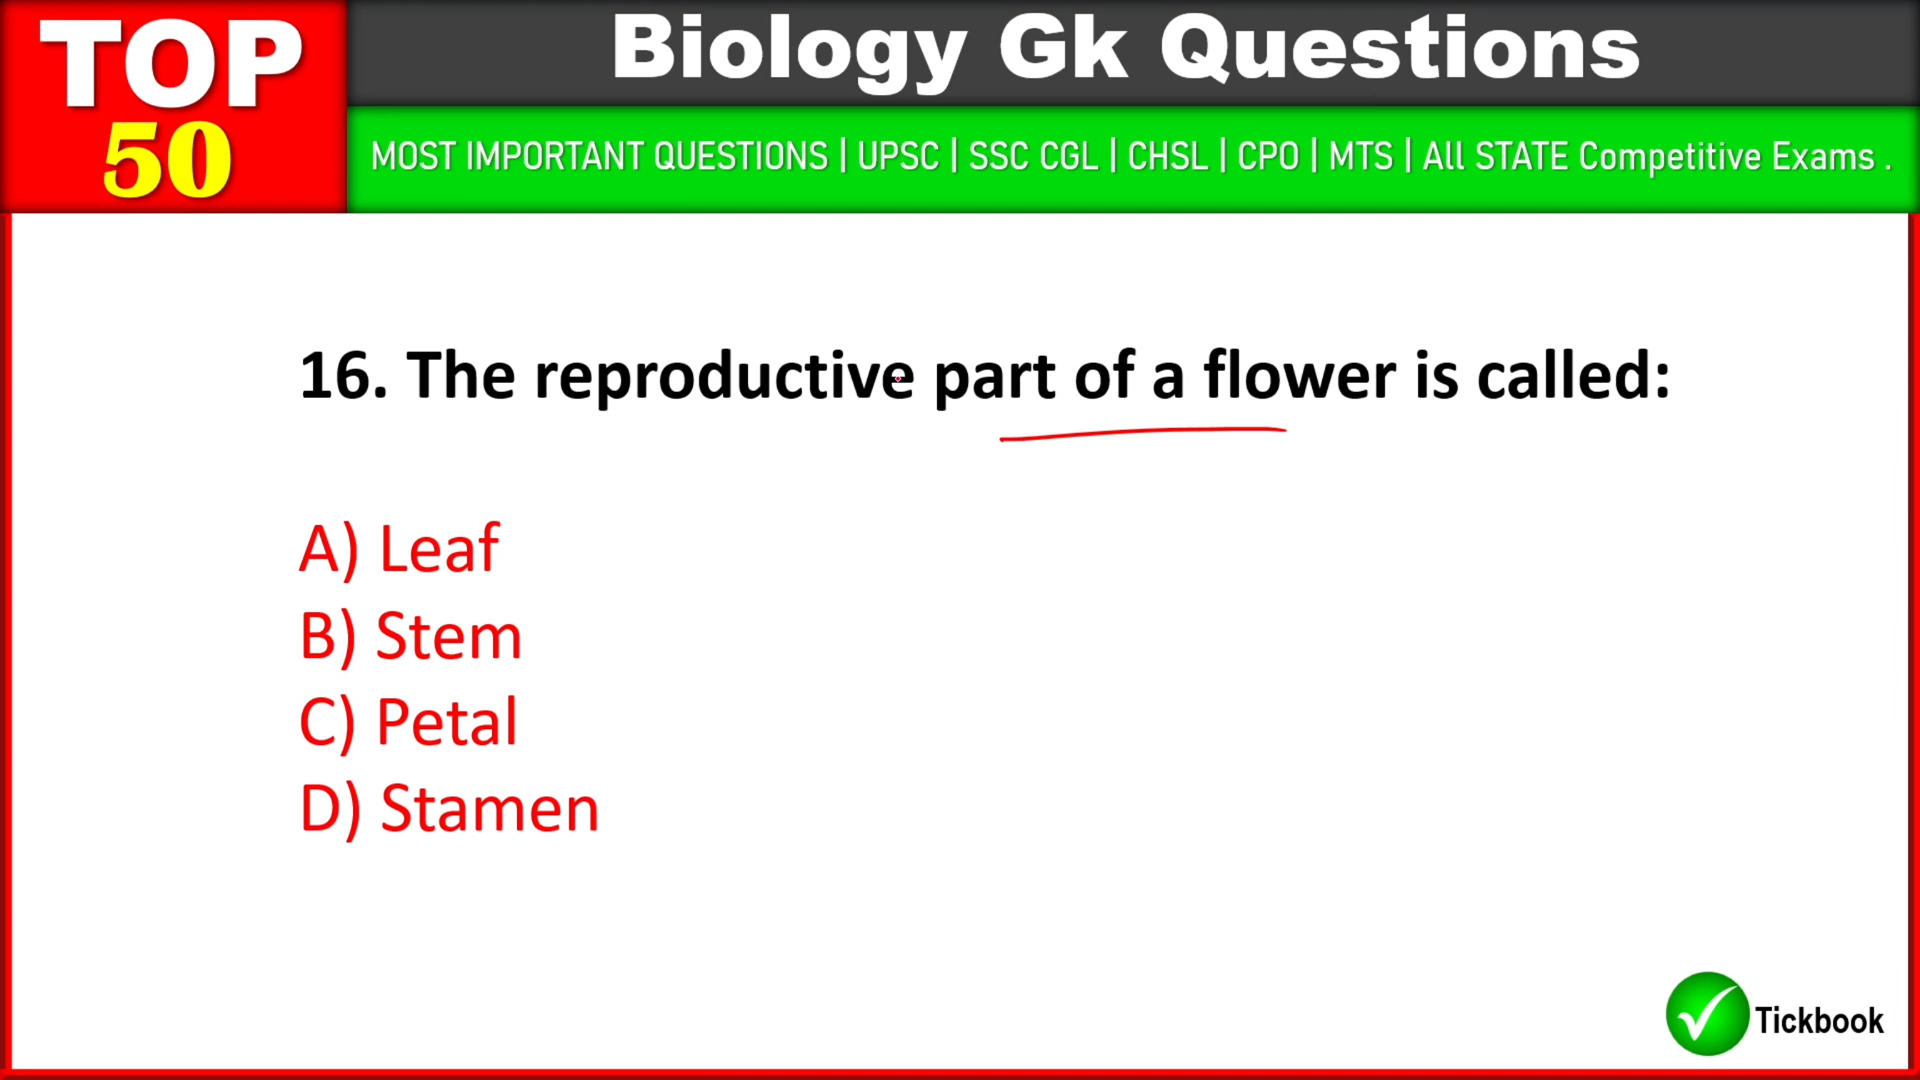 TOP
50
Biology Gk Questions
MOST IMPORTANT QUESTIONS | UPSC | SSC CGL | CHSL | CPO | MTS | All STATE Competitive Exams .
16. The reproductive part of a flower is called:
A) Leaf
B) Stem
C) Petal
D) Stamen
Tickbook